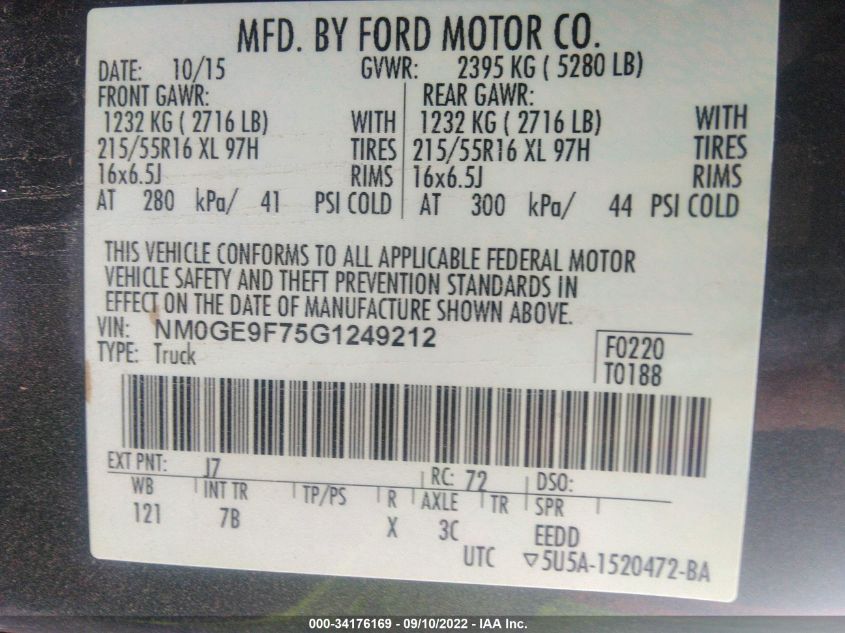 MFD. BY FORD MOTOR CO.
DATE: 10/15 GVWR: 2395 KG ( 5280 LB)
FRONT GAWR: REAR GAWR:
1232 KG ( 2716 LB) WITH 1232 KG ( 2716 LB) WITH
215/55R16 XL 97H TIRES 215/55R16 XL 97H TIRES
16x6.5J RIMS 16x6.5J RIMS
AT 280 kPa/ 41 PSI COLD AT 300 kPa/ 44 PSI COLD
THIS VEHICLE CONFORMS TO ALL APPLICABLE FEDERAL MOTOR
VEHICLE SAFETY AND THEFT PREVENTION STANDARDS IN
EFFECT ON THE DATE OF MANUFACTURE SHOWN ABOVE.
VIN: NM0GE9F75G1249212
TYPE: Truck
F0220
T0188
EXT PNT: J7 RC: 72 DSO:
WB INT TR TP/PS R AXLE TR SPR
121 7B X 3C EEDD
UTC ▽5U5A-1520472-BA
000-34176169 - 09/10/2022 - IAA Inc.